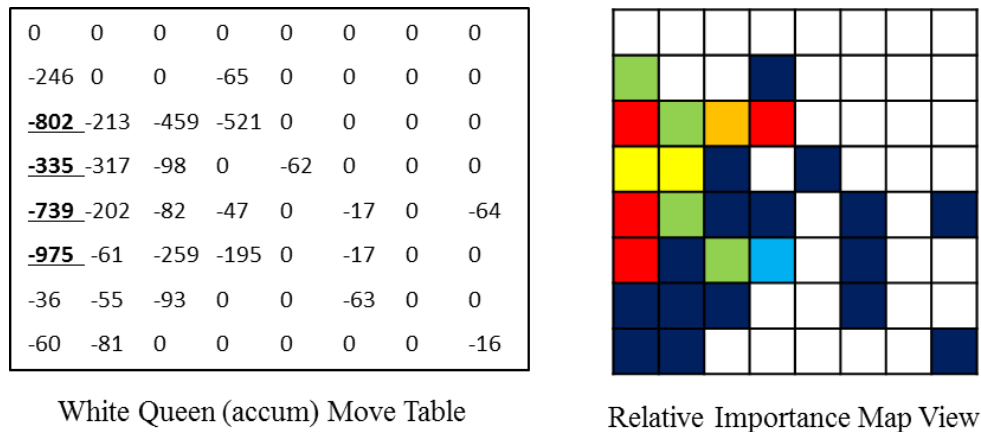 0 0 0 0 0 0 0 0
-246 0 0 -65 0 0 0 0
-802 -213 -459 -521 0 0 0 0
-335 -317 -98 0 -62 0 0 0
-739 -202 -82 -47 0 -17 0 -64
-975 -61 -259 -195 0 -17 0 0
-36 -55 -93 0 0 -63 0 0
-60 -81 0 0 0 0 0 -16
White Queen (accum) Move Table
Relative Importance Map View